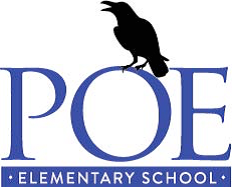 POE
• ELEMENTARY SCHOOL •